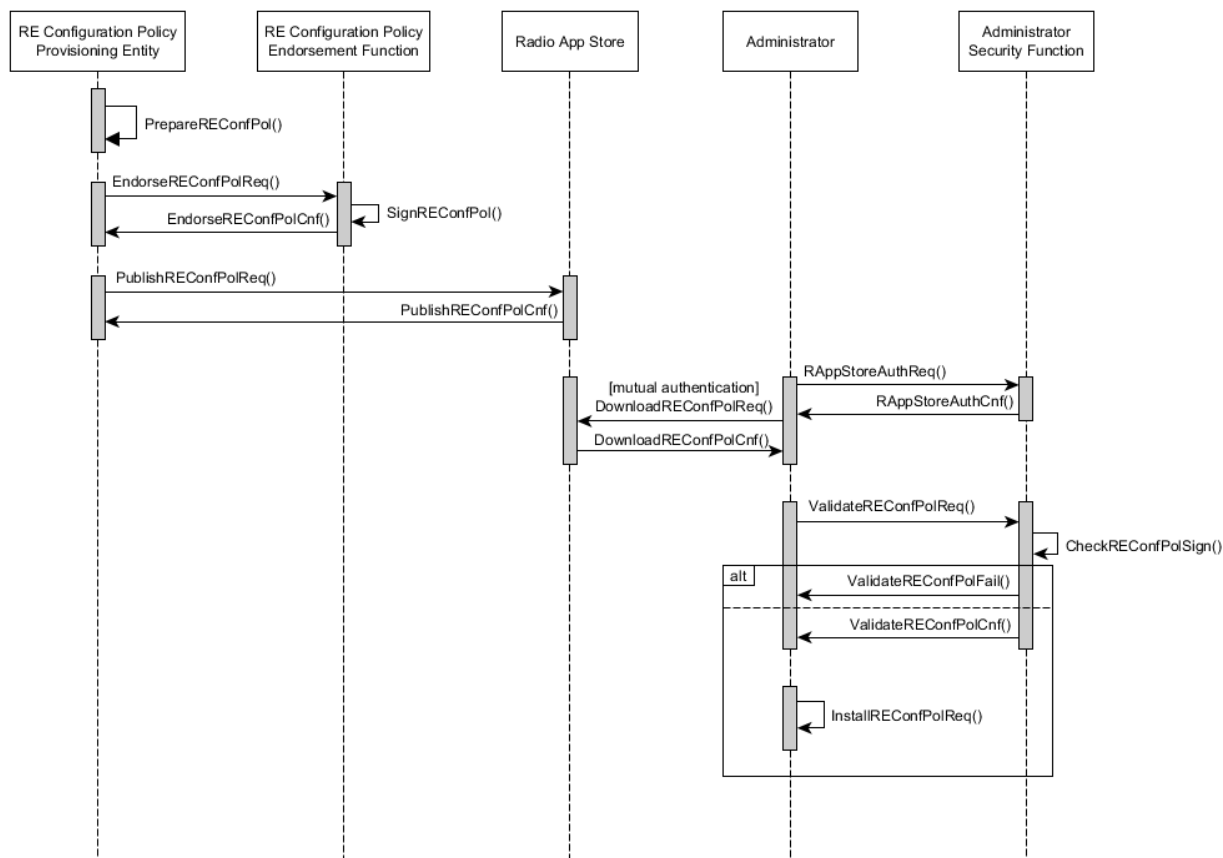 RE Configuration Policy
Provisioning Entity
RE Configuration Policy
Endorsement Function
Radio App Store
Administrator
Administrator
Security Function
PrepareREConfPol()
EndorseREConfPolReq()
SignREConfPol()
EndorseREConfPolCnf()
PublishREConfPolReq()
PublishREConfPolCnf()
RAppStoreAuthReq()
[mutual authentication]
RAppStoreAuthCnf()
DownloadREConfPolReq()
DownloadREConfPolCnf()
ValidateREConfPolReq()
CheckREConfPolSign()
alt
ValidateREConfPolFail()
ValidateREConfPolCnf()
InstallREConfPolReq()